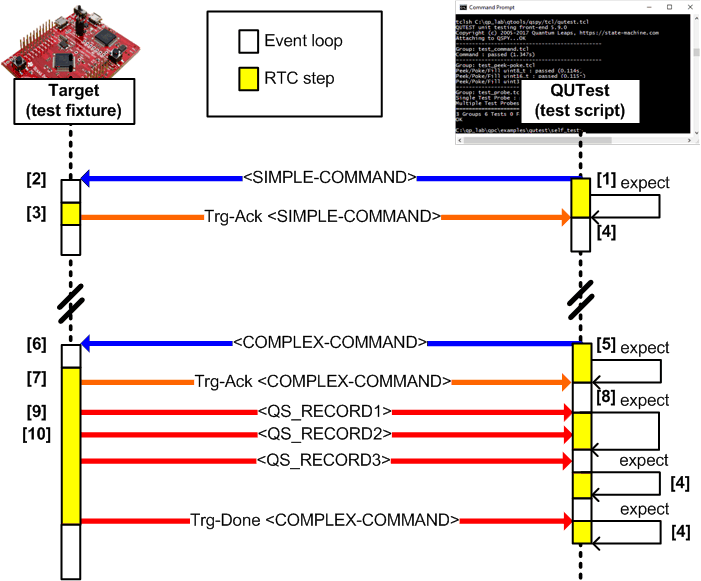 tclsh C:\qp_lab\qtools\qspy\tcl\qutest.tcl
QUTEST unit testing front-end 5.9.0
Copyright (c) 2005-2017 Quantum Leaps, https://state-machine.com
Attaching to QSPY...OK
Group: test_command.tcl
Command : passed (1.347s)
Group: test_peek-poke.tcl
Peek/Poke/Fill uint8_t : passed (0.114s)
Peek/Poke/Fill uint16_t : passed (0.115s)
Peek/Poke/Fill
Group: test_probe.tc
Single Test Probe :
Multiple Test Probes
3 Groups 6 Tests 0 F
OK
C:\qp_lab\qpc\examples\qutest\self_test>
Command Prompt
Event loop
RTC step
Target
(test fixture)
QUTest
(test script)
[2]
<SIMPLE-COMMAND>
[1]
expect
[3]
Trg-Ack <SIMPLE-COMMAND>
[4]
[6]
<COMPLEX-COMMAND>
[5]
expect
[7]
Trg-Ack <COMPLEX-COMMAND>
[8]
expect
[9]
<QS_RECORD1>
[10]
<QS_RECORD2>
<QS_RECORD3>
expect
[4]
expect
Trg-Done <COMPLEX-COMMAND>
[4]